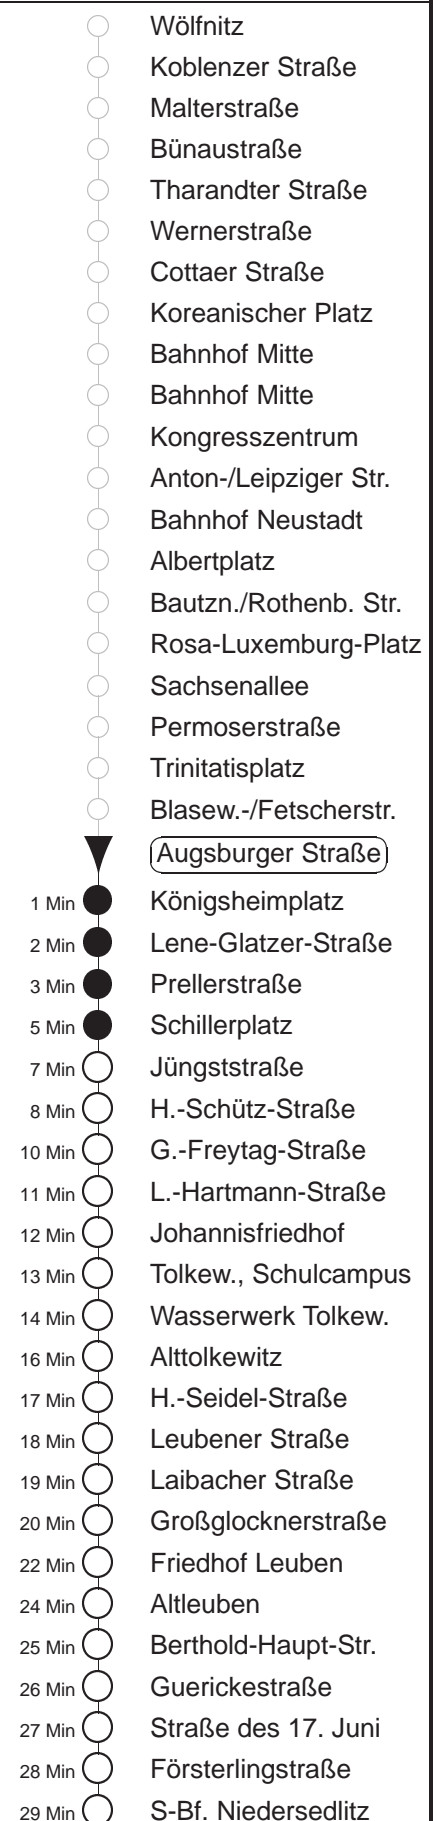 Wölfnitz
Koblenzer Straße
Malterstraße
Bünaustraße
Tharandter Straße
Wernerstraße
Cottaer Straße
Koreanischer Platz
Bahnhof Mitte
Bahnhof Mitte
Kongresszentrum
Anton-/Leipziger Str.
Bahnhof Neustadt
Albertplatz
Bautzn./Rothenb. Str.
Rosa-Luxemburg-Platz
Sachsenallee
Permoserstraße
Trinitatisplatz
Blasew.-/Fetscherstr.
Augsburger Straße
1 Min Königsheimplatz
2 Min Lene-Glatzer-Straße
3 Min Prellerstraße
5 Min Schillerplatz
7 Min Jüngststraße
8 Min H.-Schütz-Straße
10 Min G.-Freytag-Straße
11 Min L.-Hartmann-Straße
12 Min Johannisfriedhof
13 Min Tolkew., Schulcampus
14 Min Wasserwerk Tolkew.
16 Min Alttolkewitz
17 Min H.-Seidel-Straße
18 Min Leubener Straße
19 Min Laibacher Straße
20 Min Großglocknerstraße
22 Min Friedhof Leuben
24 Min Altleuben
25 Min Berthold-Haupt-Str.
26 Min Guerickestraße
27 Min Straße des 17. Juni
28 Min Försterlingstraße
29 Min S-Bf. Niedersedlitz